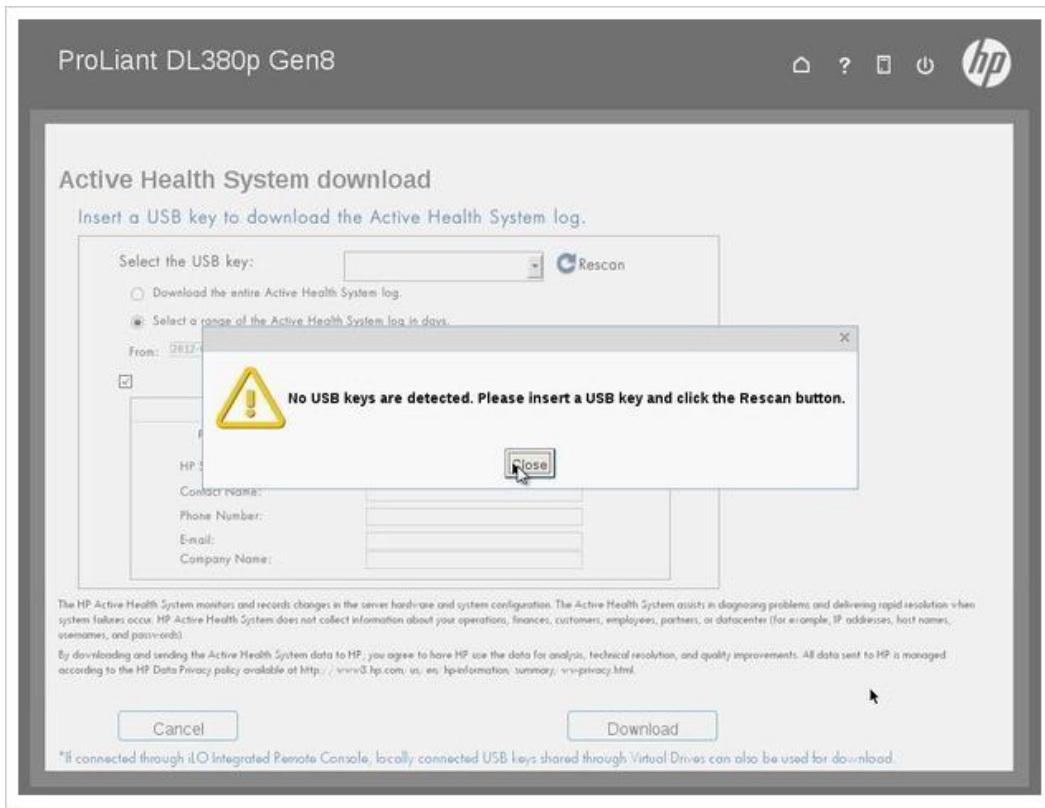 ProLiant DL380p Gen8
?
hp
Active Health System download
Insert a USB key to download the Active Health System log.
Select the USB key:
Rescan
Download the entire Active Health System log.
Select a range of the Active Health System log in days.
From: 2012-
No USB keys are detected. Please insert a USB key and click the Rescan button.
Close
HP S
Contact Name:
Phone Number:
E-mail:
Company Name:
The HP Active Health System monitors and records changes in the server hardware and system configuration. The Active Health System assists in diagnosing problems and delivering rapid resolution when
system failures occur. HP Active Health System does not collect information about your operations, finances, customers, employees, partners, or datacenter (for example, IP addresses, host names,
usernames, and passwords).
By downloading and sending the Active Health System data to HP, you agree to have HP use the data for analysis, technical resolution, and quality improvements. All data sent to HP is managed
according to the HP Data Privacy policy available at
Cancel
Download
*If connected through iLO Integrated Remote Console, locally connected USB keys shared through Virtual Drives can also be used for download.